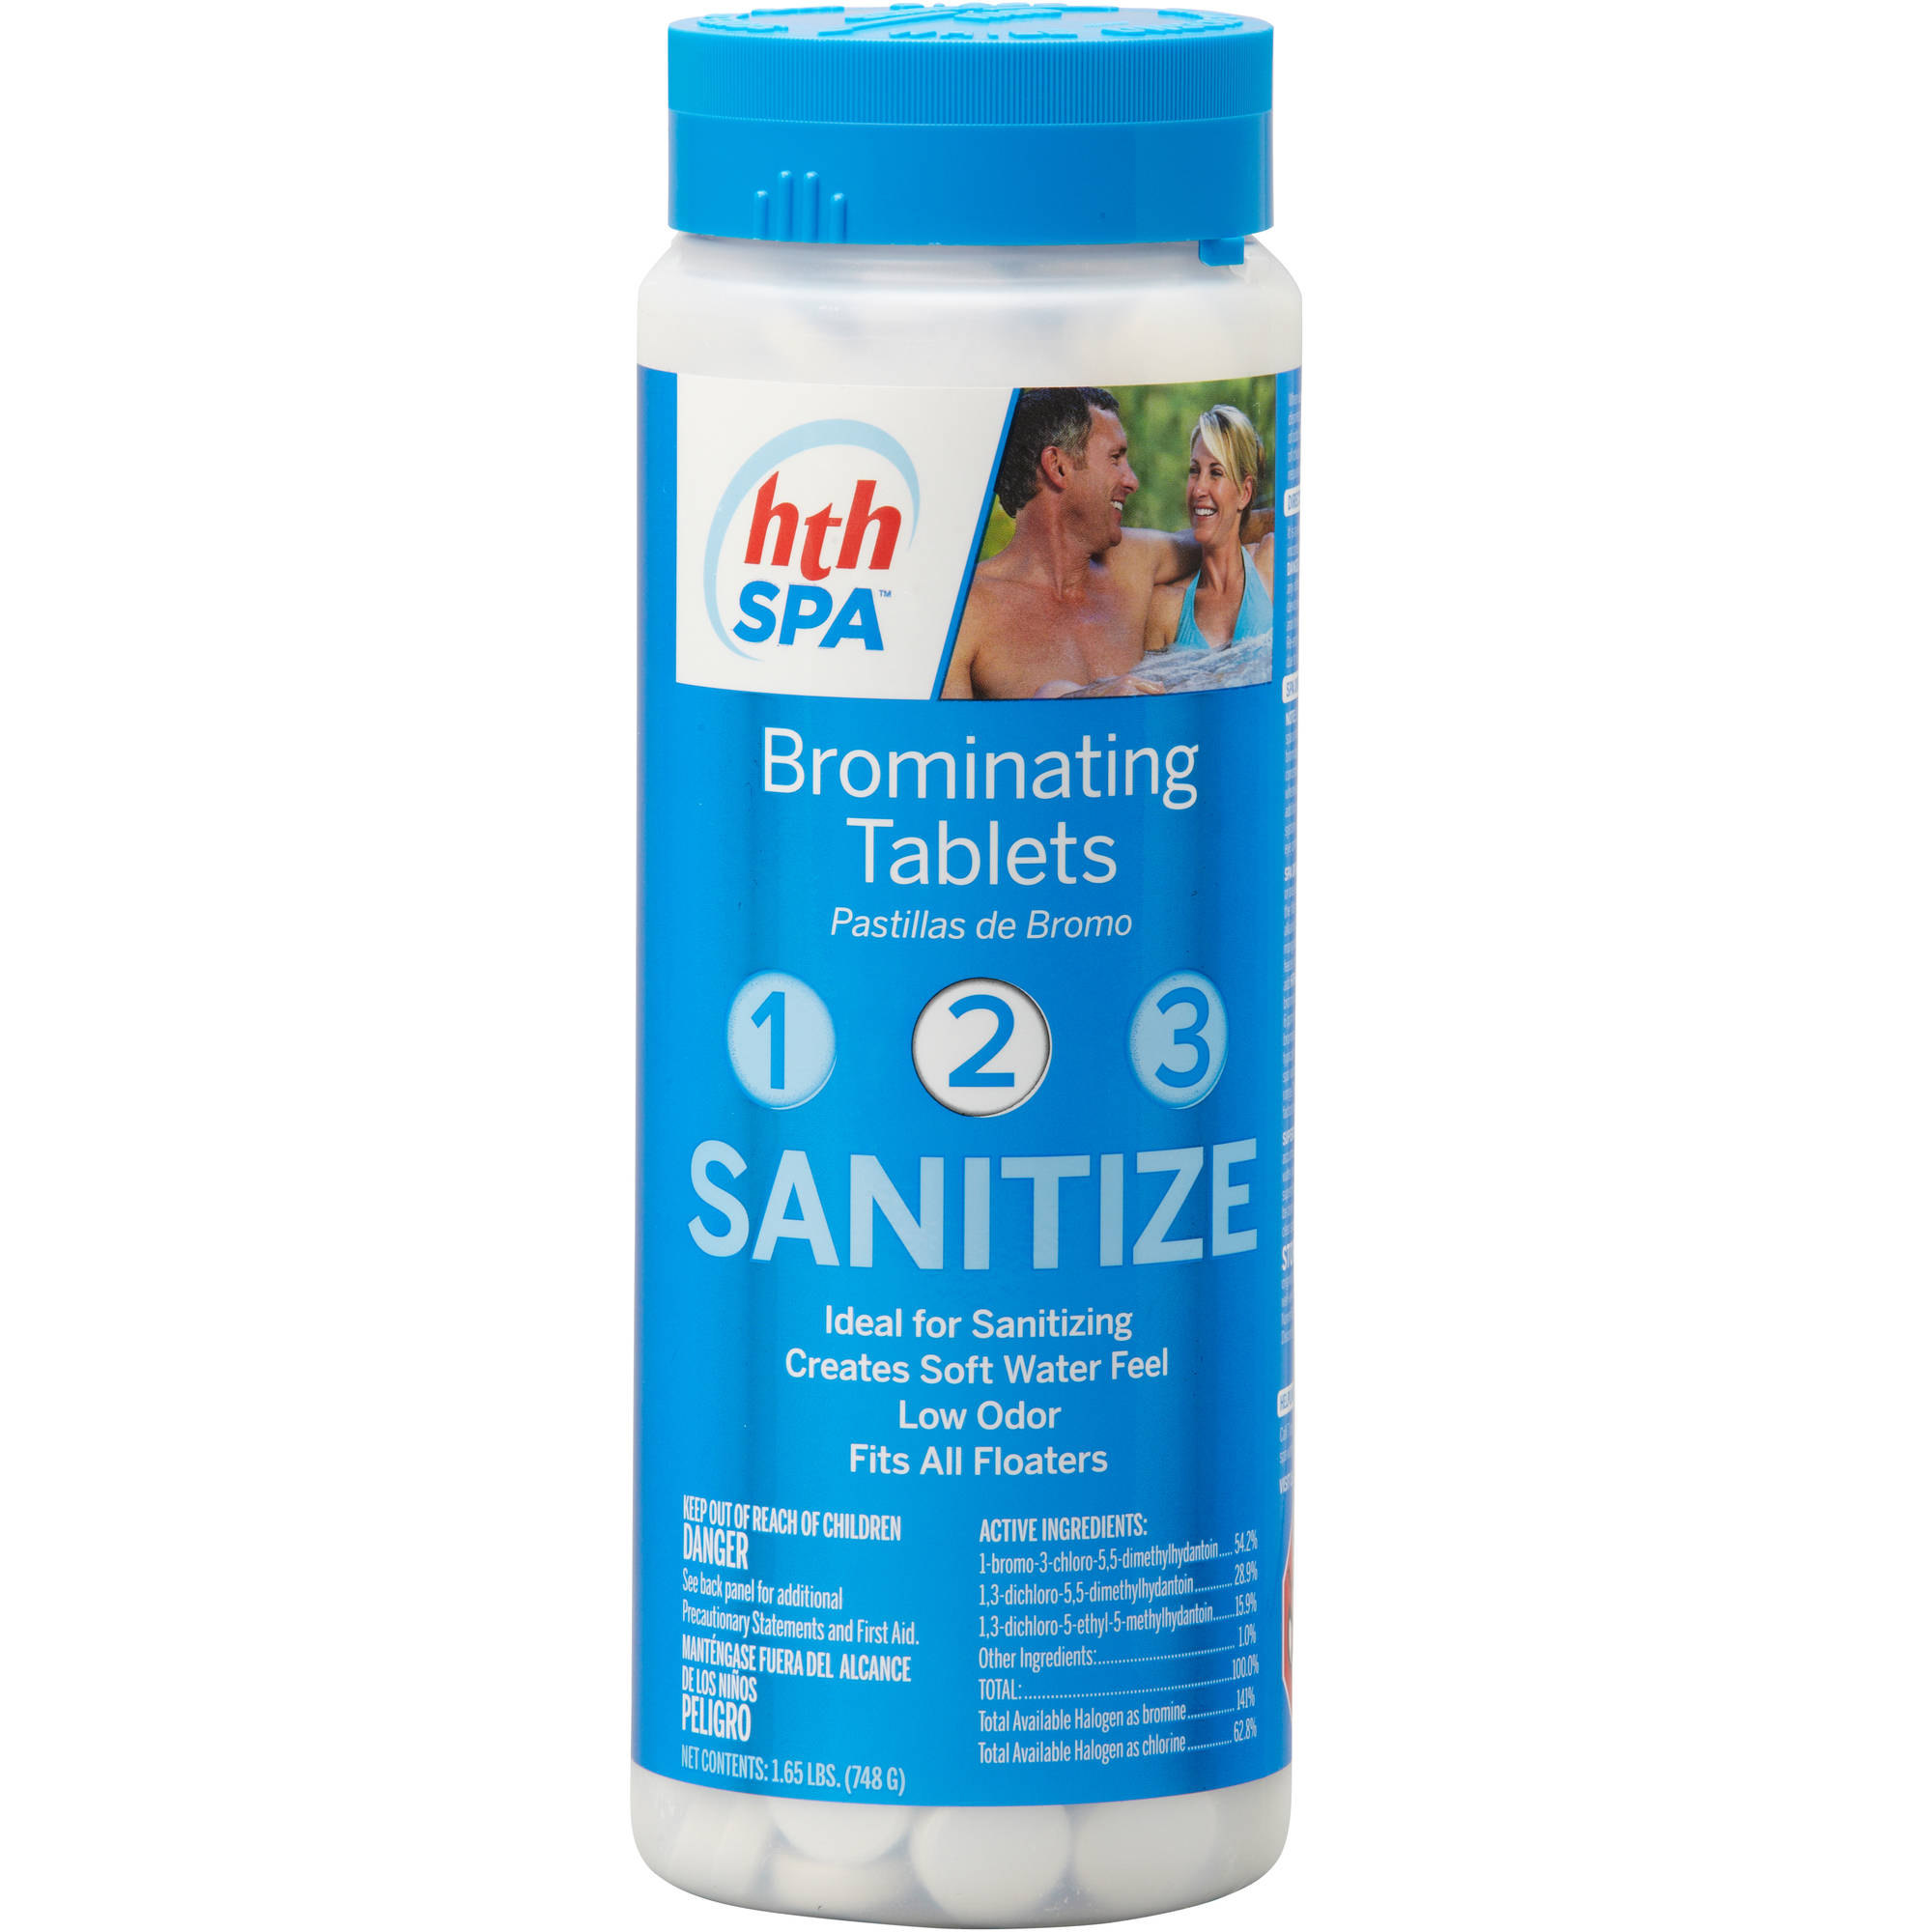 hth
SPA™
Brominating
Tablets
Pastillas de Bromo
1 2 3
SANITIZE
Ideal for Sanitizing
Creates Soft Water Feel
Low Odor
Fits All Floaters
KEEP OUT OF REACH OF CHILDREN
DANGER
See back panel for additional
Precautionary Statements and First Aid.
MANTÉNGASE FUERA DEL ALCANCE
DE LOS NIÑOS
PELIGRO
NET CONTENTS: 1.65 LBS. (748 G)
ACTIVE INGREDIENTS:
1-bromo-3-chloro-5,5-dimethylhydantoin..... 54.2%
1,3-dichloro-5,5-dimethylhydantoin........... 28.9%
1,3-dichloro-5-ethyl-5-methylhydantoin...... 15.9%
Other Ingredients:........................................ 1.0%
TOTAL:............................................................ 100.0%
Total Available Halogen as bromine.............. 141%
Total Available Halogen as chlorine ............. 62.8%